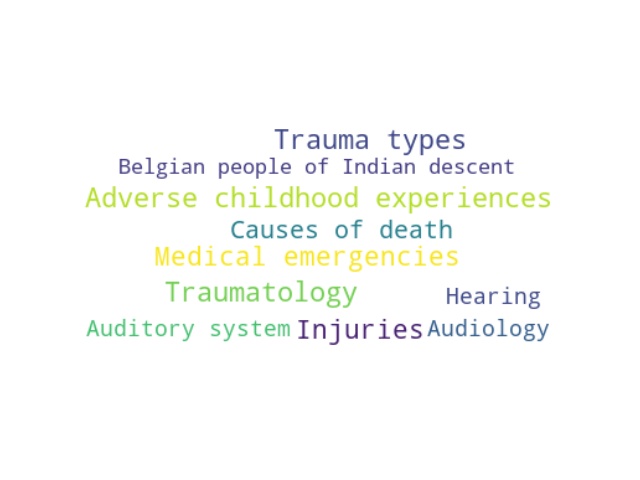 Trauma types
Belgian people of Indian descent
Adverse childhood experiences
Causes of death
Medical emergencies
Traumatology
Hearing
Auditory system
Injuries
Audiology